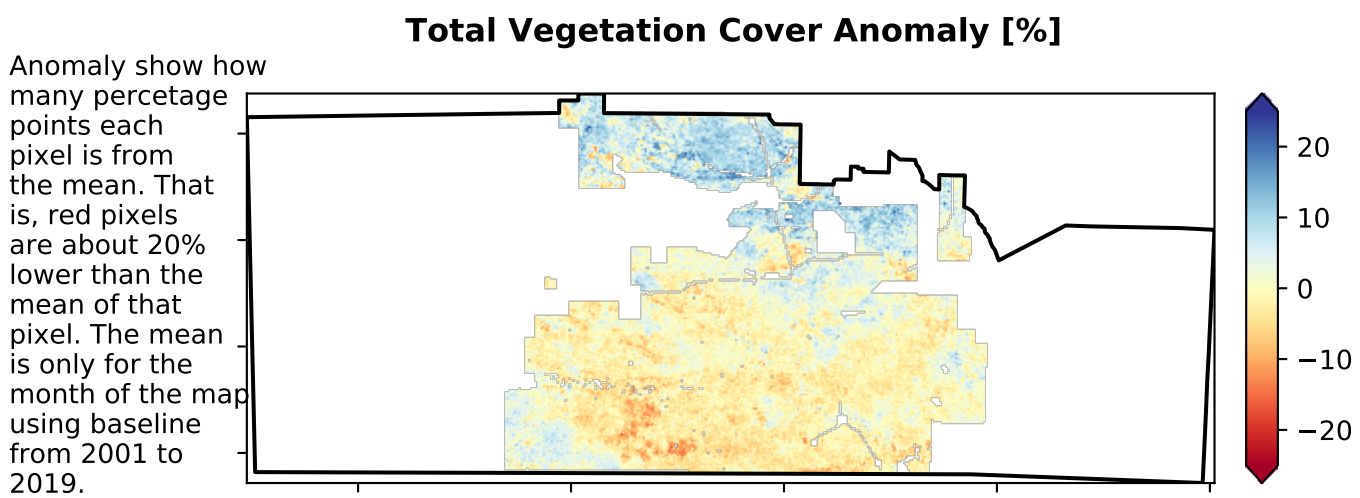 Total Vegetation Cover Anomaly [%]
Anomaly show how
many percetage
points each
pixel is from
the mean. That
is, red pixels
are about 20%
lower than the
mean of that
pixel. The mean
is only for the
month of the map
using baseline
from 2001 to
2019.
20
10
0
−10
−20